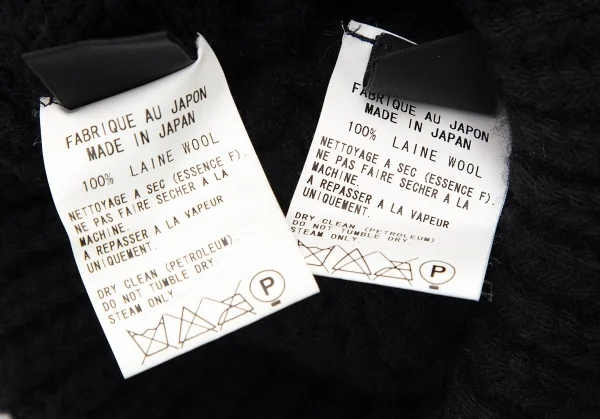 FABRIQUE AU JAPON
MADE IN JAPAN
100% LAINE WOOL
NETTOYAGE A SEC (ESSENCE F).
NE PAS FAIRE SECHER A LA
MACHINE.
A REPASSER A LA VAPEUR
UNIQUEMENT.
DRY CLEAN (PETROLEUM).
DO NOT TUMBLE DRY.
STEAM ONLY.
P
FABRIQUE AU JAPON
MADE IN JAPAN
100% LAINE WOOL
NETTOYAGE A SEC (ESSENCE F).
NE PAS FAIRE SECHER A LA
MACHINE.
A REPASSER A LA VAPEUR
UNIQUEMENT.
DRY CLEAN (PETROLEUM)
DO NOT TUMBLE DRY.
STEAM ONLY.
P